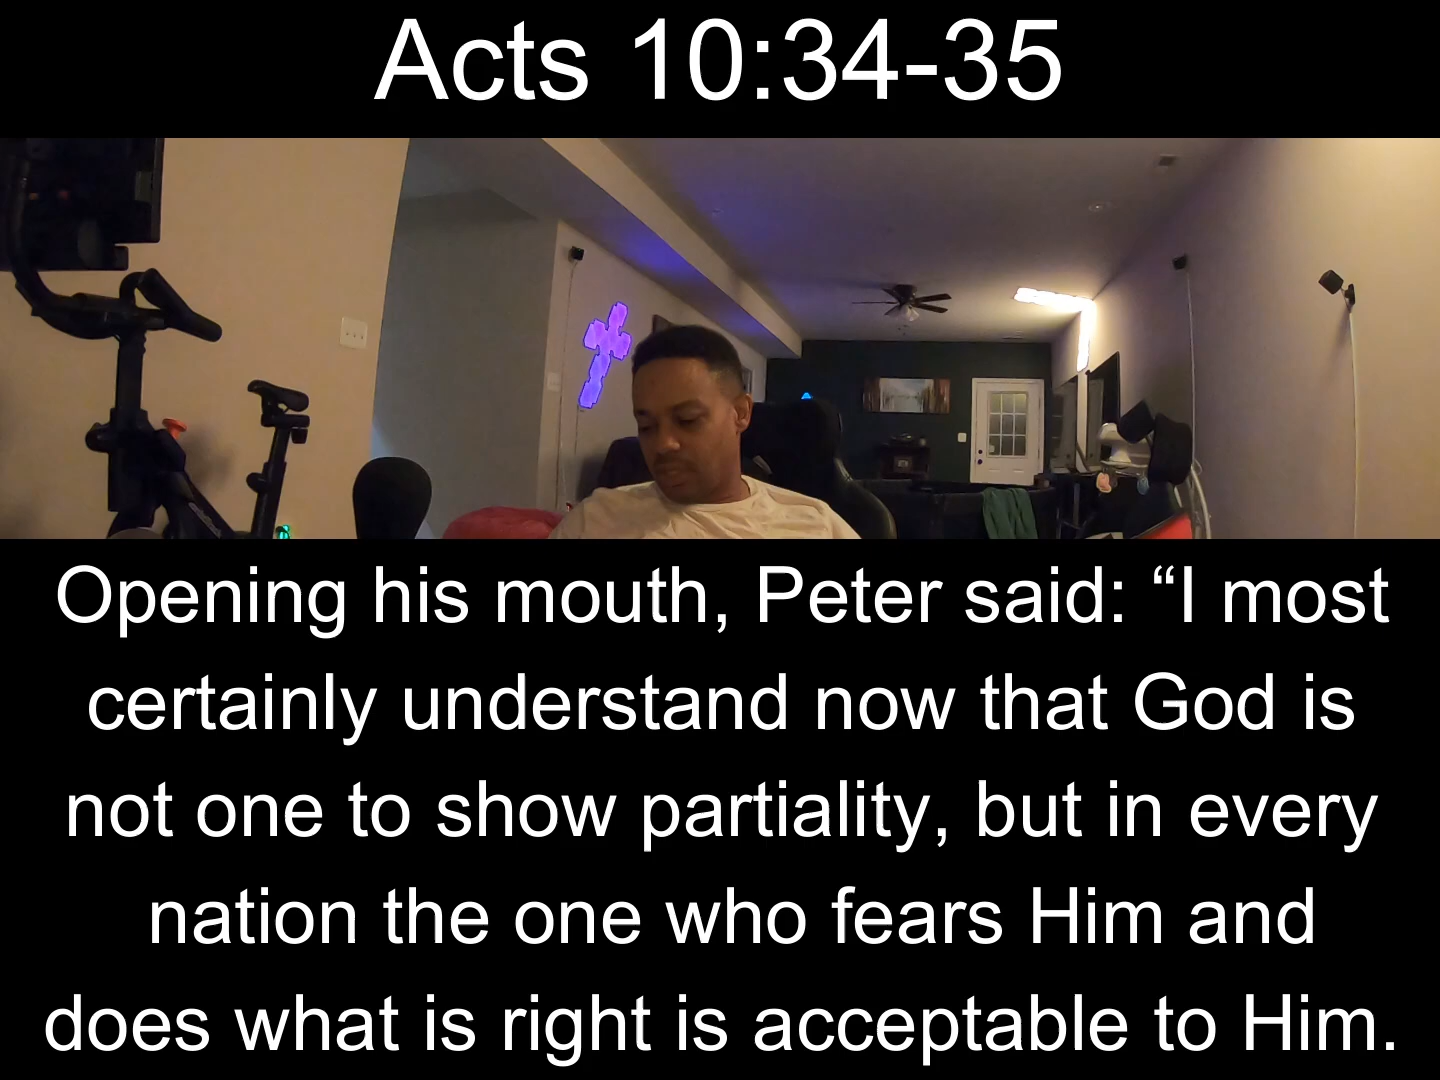 Acts 10:34-35
Opening his mouth, Peter said: “I most
certainly understand now that God is
not one to show partiality, but in every
nation the one who fears Him and
does what is right is acceptable to Him.